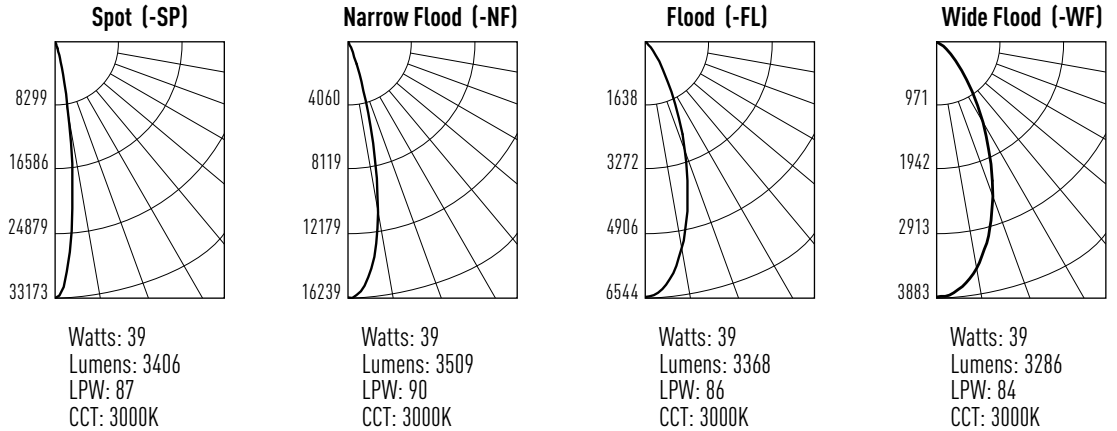 Spot (-SP)
8299
16586
24879
33173
Watts: 39
Lumens: 3406
LPW: 87
CCT: 3000K
Narrow Flood (-NF)
4060
8119
12179
16239
Watts: 39
Lumens: 3509
LPW: 90
CCT: 3000K
Flood (-FL)
1638
3272
4906
6544
Watts: 39
Lumens: 3368
LPW: 86
CCT: 3000K
Wide Flood (-WF)
971
1942
2913
3883
Watts: 39
Lumens: 3286
LPW: 84
CCT: 3000K